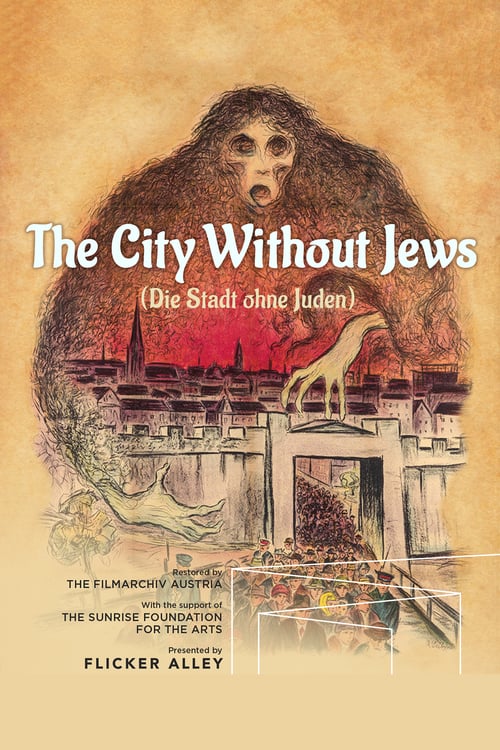 The City Without Jews
(Die Stadt ohne Juden)
Restored by
THE FILMARCHIV AUSTRIA
With the support of
THE SUNRISE FOUNDATION
FOR THE ARTS
Presented by
FLICKER ALLEY